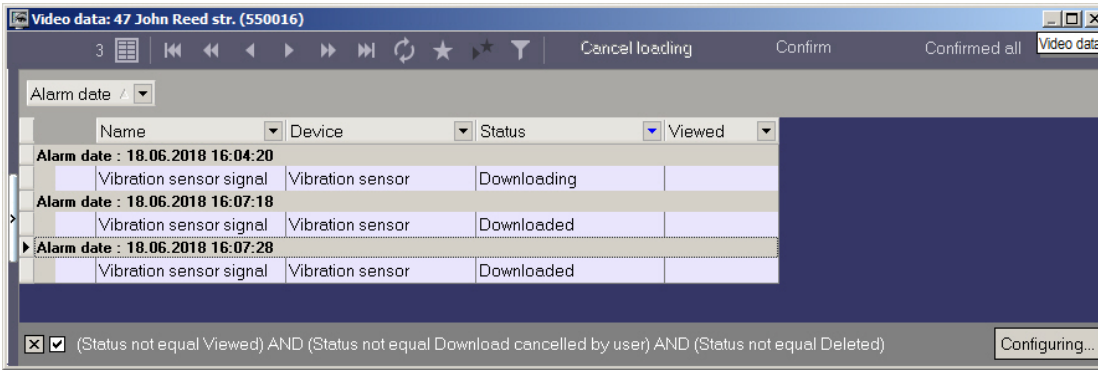 Video data: 47 John Reed str. (550016)
3 Cancel loading Confirm Confirmed all Video data
Alarm date
Name Device Status Viewed
Alarm date : 18.06.2018 16:04:20
Vibration sensor signal Vibration sensor Downloading
Alarm date : 18.06.2018 16:07:18
Vibration sensor signal Vibration sensor Downloaded
Alarm date : 18.06.2018 16:07:28
Vibration sensor signal Vibration sensor Downloaded
(Status not equal Viewed) AND (Status not equal Download cancelled by user) AND (Status not equal Deleted) Configuring...